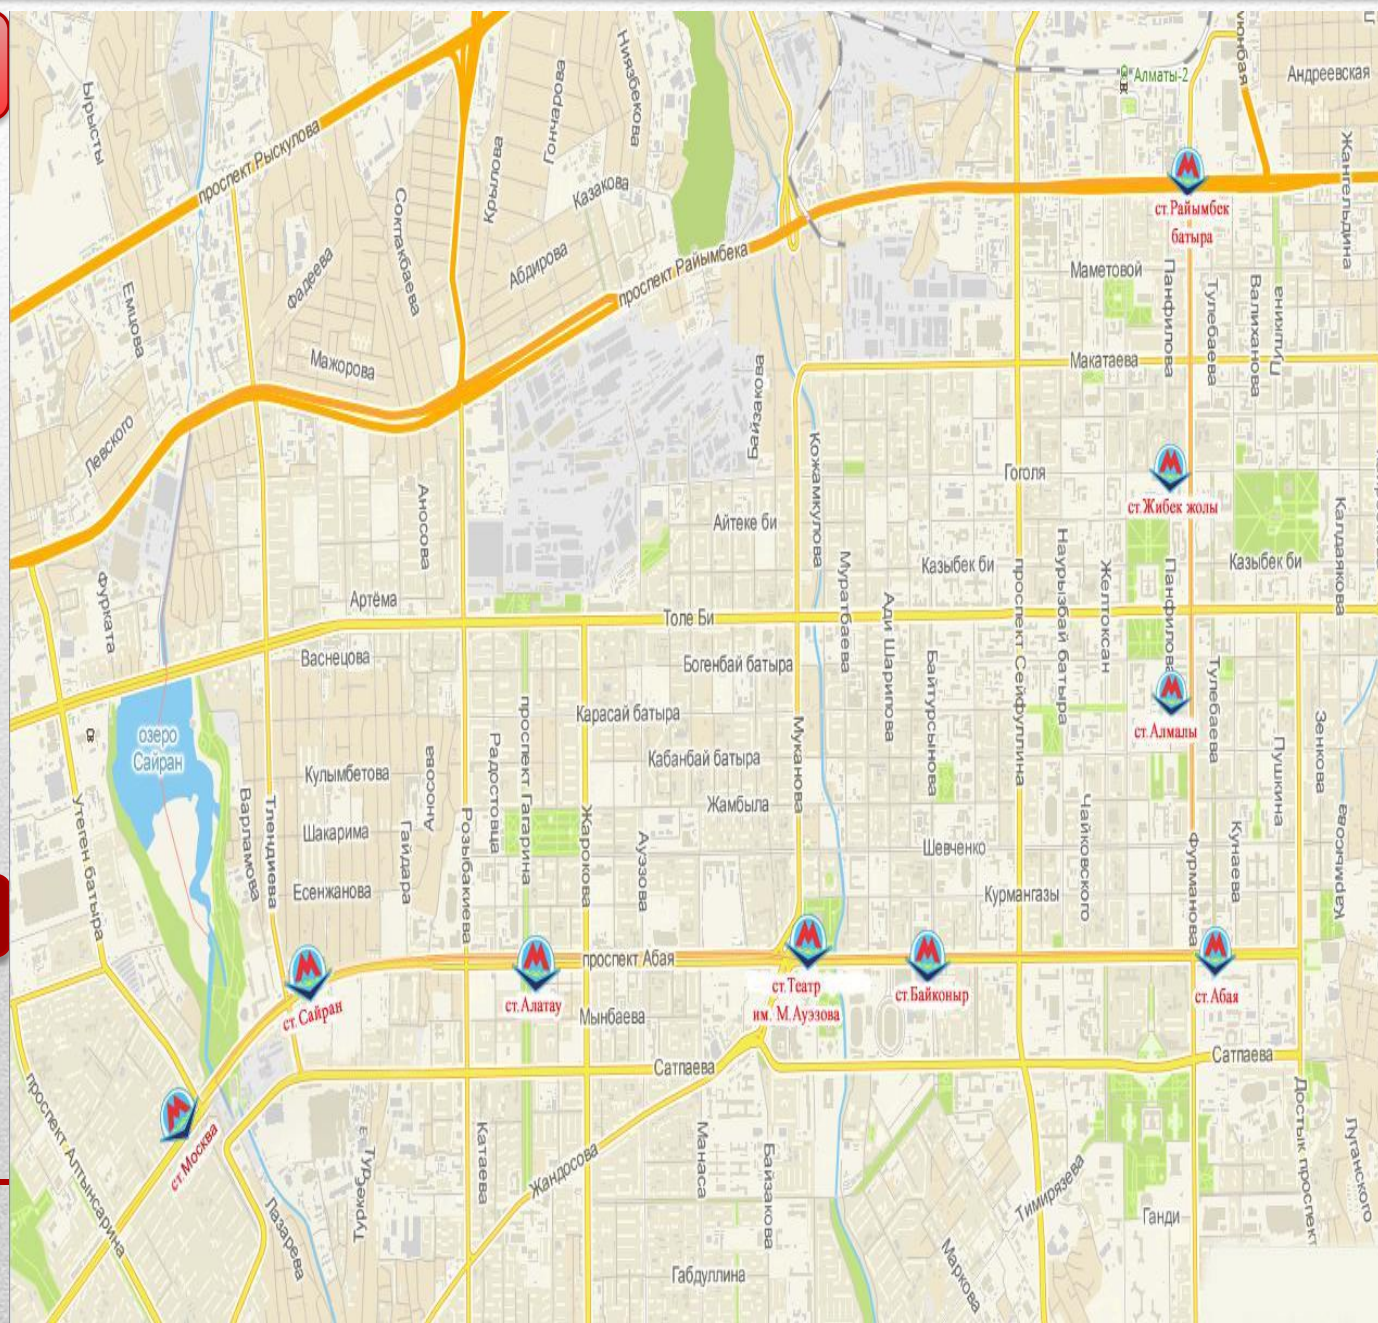 Алматы-2
Андреевская
Ырысты
Гончарова
Ниязбекова
проспект Рыскулова
Крылова
Казакова
Жангельдина
Сокпакбаева
Фадеева
Абдирова
проспект Райымбека
ст.Райымбек
батыра
Маметовой
Панфилова
Тулебаева
Валиханова
Пушкина
Емцова
Мажорова
Макатаева
Левского
Байзакова
Кожамкулова
Гоголя
ст.Жибек жолы
Аносова
Айтеке би
Казыбек би
Казыбек би
Калдаякова
Фурката
Артёма
Толе Би
Муратбаева
Ади Шарипова
проспект Сейфуллина
Наурызбай батыра
Желтоксан
Панфилова
Васнецова
Богенбай батыра
Байтурсынова
Тулебаева
озеро
Сайран
св
проспект Гагарина
Карасай батыра
Кабанбай батыра
Муканова
ст.Алмалы
Зенкова
Пушкина
Кулымбетова
Аносова
Радостовца
Жамбыла
Утеген батыра
Варламова
Тлендиева
Шакарима
Гайдара
Розыбакиева
Жарокова
Ауэзова
Шевченко
Чайковского
Фурманова
Кунаева
Кармысова
Есенжанова
Курмангазы
проспект Абая
ст.Сайран
ст.Алатау
ст.Театр
им. М.Ауэзова
ст.Байконыр
ст.Абая
Мынбаева
Сатпаева
Сатпаева
проспект Алтынсарина
ст.Москва
Катаева
Жандосова
Манаса
Байзакова
Тимирязева
Ганди
Достык проспект
Луганского
Лазарева
Габдуллина
Маркова